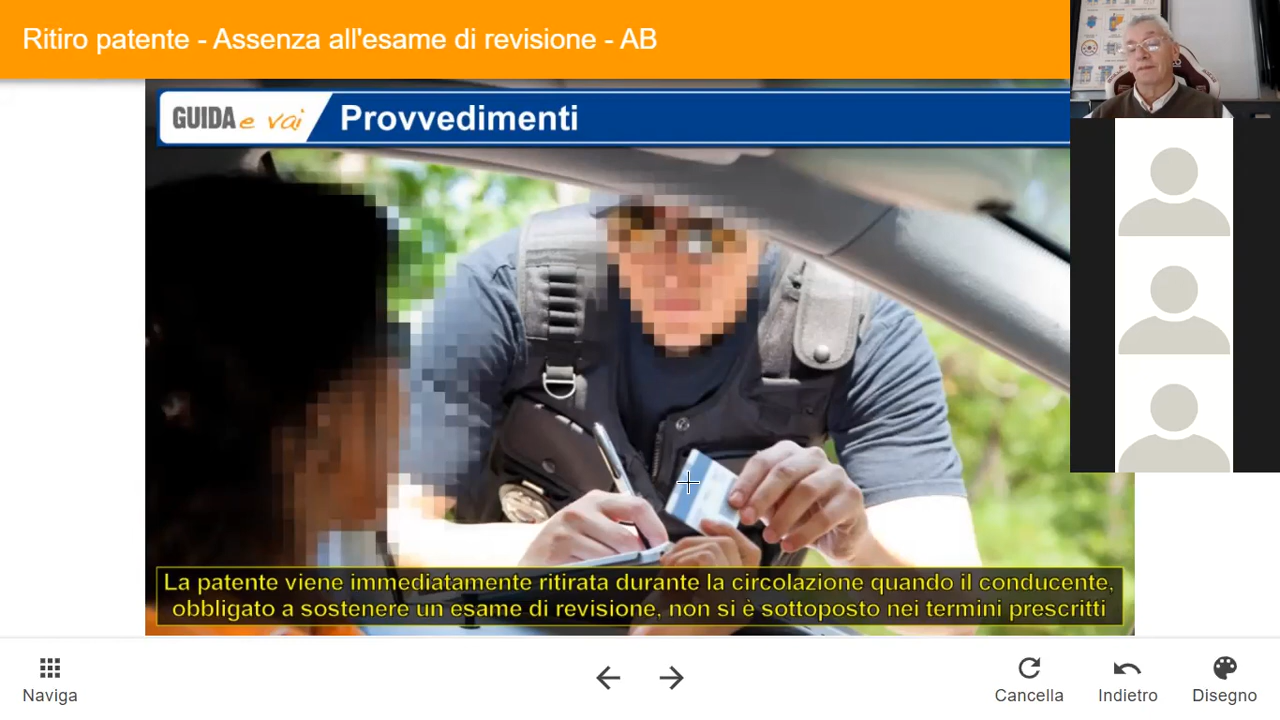 Ritiro patente - Assenza all'esame di revisione - AB
GUIDA e vai
Provvedimenti
La patente viene immediatamente ritirata durante la circolazione quando il conducente,
obbligato a sostenere un esame di revisione, non si è sottoposto nei termini prescritti
Naviga
Cancella
Indietro
Disegno